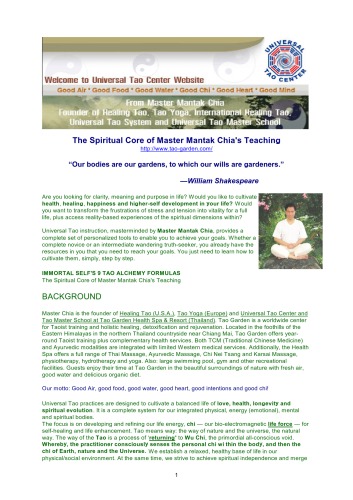 UNIVERSAL
TAO CENTER
Welcome to Universal Tao Center Website
Good Air * Good Food * Good Water * Good Chi * Good Heart * Good Mind
From Master Mantak Chia
Founder of Healing Tao, Tao Yoga, International Healing Tao,
Universal Tao System and Universal Tao Master School
The Spiritual Core of Master Mantak Chia's Teaching
http://www.tao-garden.com/
“Our bodies are our gardens, to which our wills are gardeners.”
—William Shakespeare
Are you looking for clarity, meaning and purpose in life? Would you like to cultivate
health, healing, happiness and higher-self development in your life? Would
you want to transform the frustrations of stress and tension into vitality for a full
life, plus access reality-based experiences of the spiritual dimensions within?
Universal Tao instruction, masterminded by Master Mantak Chia, provides a
complete set of personalized tools to enable you to achieve your goals. Whether a
complete novice or an intermediate wandering truth-seeker, you already have the
resources in you that you need to reach your goals. You just need to learn how to
cultivate them, simply, step by step.
IMMORTAL SELF'S 9 TAO ALCHEMY FORMULAS
The Spiritual Core of Master Mantak Chia's Teaching
BACKGROUND
Master Chia is the founder of Healing Tao (U.S.A.), Tao Yoga (Europe) and Universal Tao Center and
Tao Master School at Tao Garden Health Spa & Resort (Thailand). Tao Garden is a worldwide center
for Taoist training and holistic healing, detoxification and rejuvenation. Located in the foothills of the
Eastern Himalayas in the northern Thailand countryside near Chiang Mai, Tao Garden offers year-
round Taoist training plus complementary health services. Both TCM (Traditional Chinese Medicine)
and Ayurvedic modalities are integrated with limited Western medical services. Additionally, the Health
Spa offers a full range of Thai Massage, Ayurvedic Massage, Chi Nei Tsang and Karsai Massage,
physiotherapy, hydrotherapy and yoga. Also: large swimming pool, gym and other recreational
facilities. Guests enjoy their time at Tao Garden in the beautiful surroundings of nature with fresh air,
good water and delicious organic diet.
Our motto: Good Air, good food, good water, good heart, good intentions and good chi!
Universal Tao practices are designed to cultivate a balanced life of love, health, longevity and
spiritual evolution. It is a complete system for our integrated physical, energy (emotional), mental
and spiritual bodies.
The focus is on developing and refining our life energy, chi — our bio-electromagnetic life force — for
self-healing and life enhancement. Tao means way: the way of nature and the universe, the natural
way. The way of the Tao is a process of 'returning' to Wu Chi, the primordial all-conscious void.
Whereby, the practitioner consciously senses the personal chi wi thin the body, and then the
chi of Earth, nature and the Universe. We establish a relaxed, healthy base of life in our
physical/social environment. At the same time, we strive to achieve spiritual independence and merge
1